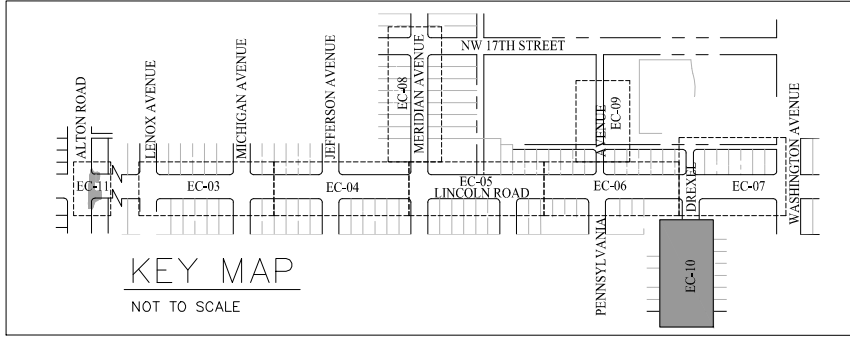 NW 17TH STREET
ALTON ROAD
LENOX AVENUE
MICHIGAN AVENUE
JEFFERSON AVENUE
EC-08
MERIDIAN AVENUE
AVENUE
EC-09
WASHINGTON AVENUE
EC-11
EC-03
EC-04
EC-05
LINCOLN ROAD
EC-06
DREXEL
EC-07
PENNSYLVANIA
EC-10
KEY MAP
NOT TO SCALE